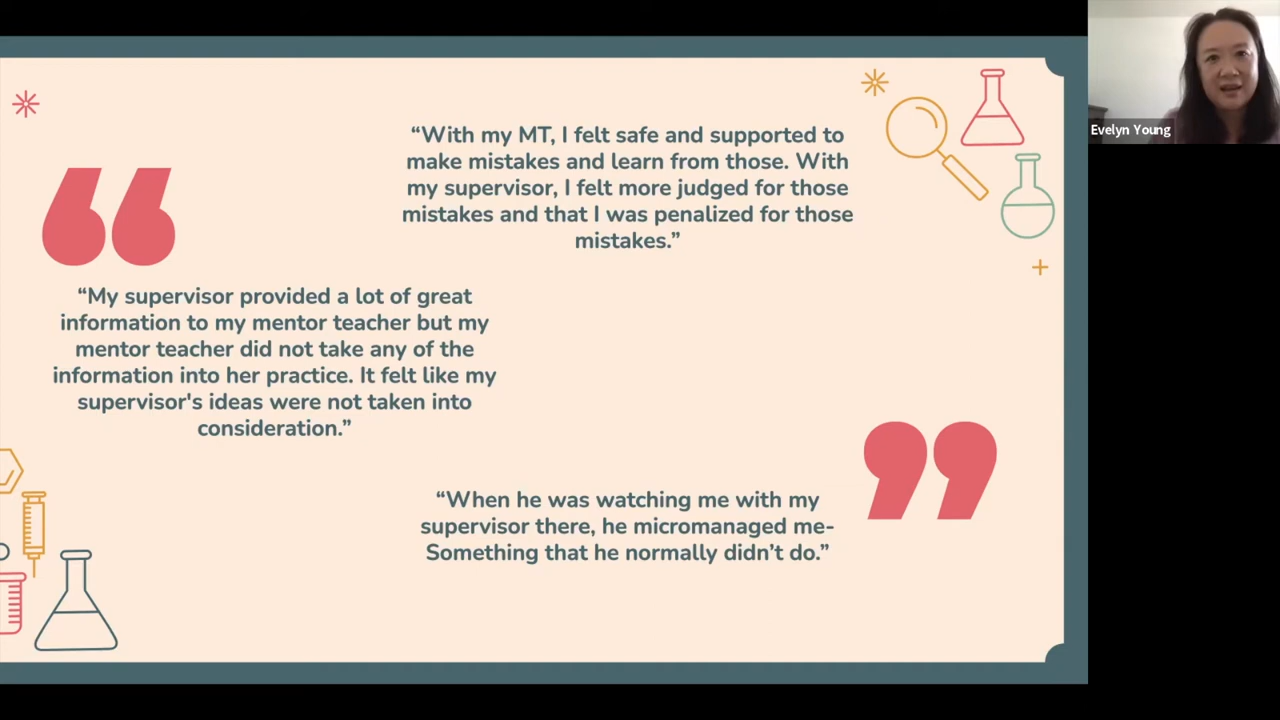 “With my MT, I felt safe and supported to
make mistakes and learn from those. With
my supervisor, I felt more judged for those
mistakes and that I was penalized for those
mistakes.”
“My supervisor provided a lot of great
information to my mentor teacher but my
mentor teacher did not take any of the
information into her practice. It felt like my
supervisor's ideas were not taken into
consideration.”
“When he was watching me with my
supervisor there, he micromanaged me-
Something that he normally didn’t do.”
Evelyn Young